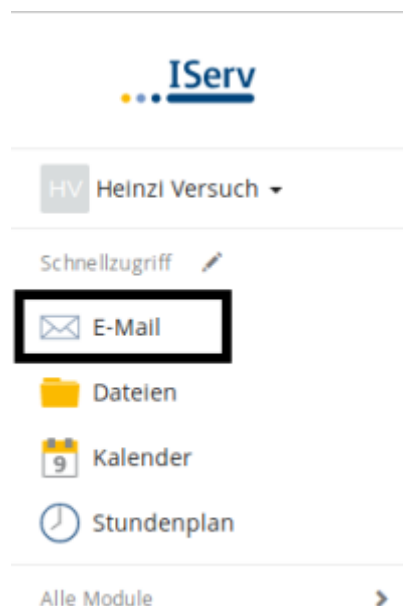 IServ
HV Heinzi Versuch
Schnellzugriff
E-Mail
Dateien
9 Kalender
Stundenplan
Alle Module